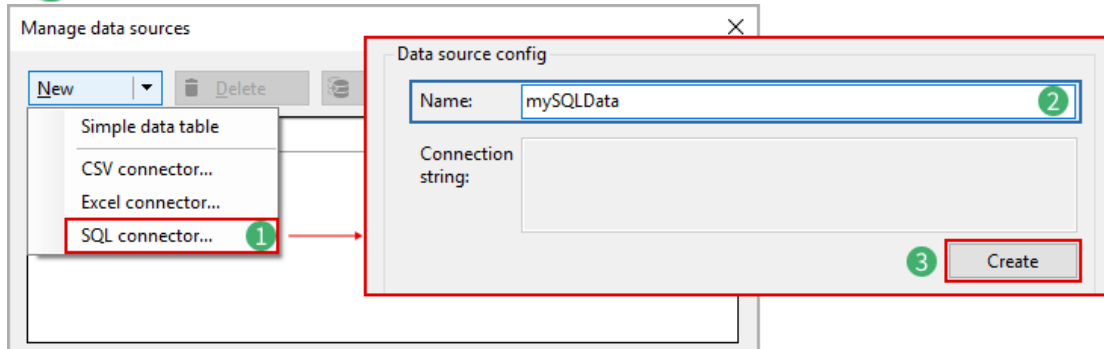 Manage data sources
New
Delete
Simple data table
CSV connector...
Excel connector...
SQL connector...
1
Data source config
Name:
mySQLData
2
Connection
string:
3
Create